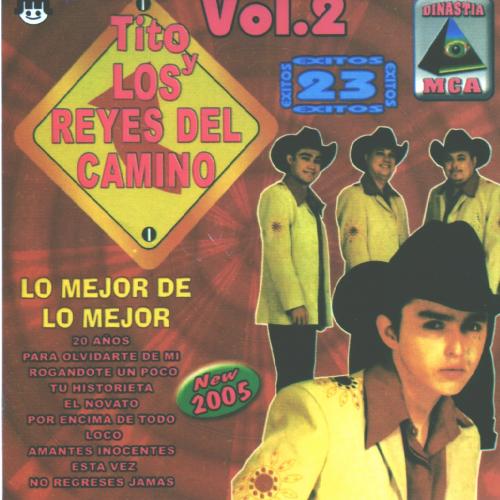 Vol.2
Tito y
LOS
REYES DEL
CAMINO
EXITOS
EXITOS 23 EXITOS
EXITOS
DINASTIA
MCA
LO MEJOR DE
LO MEJOR
20 AÑOS
PARA OLVIDARTE DE MI
ROGANDOTE UN POCO
TU HISTORIETA
EL NOVATO
POR ENCIMA DE TODO
LOCO
AMANTES INOCENTES
ESTA VEZ
NO REGRESES JAMAS
New
2005